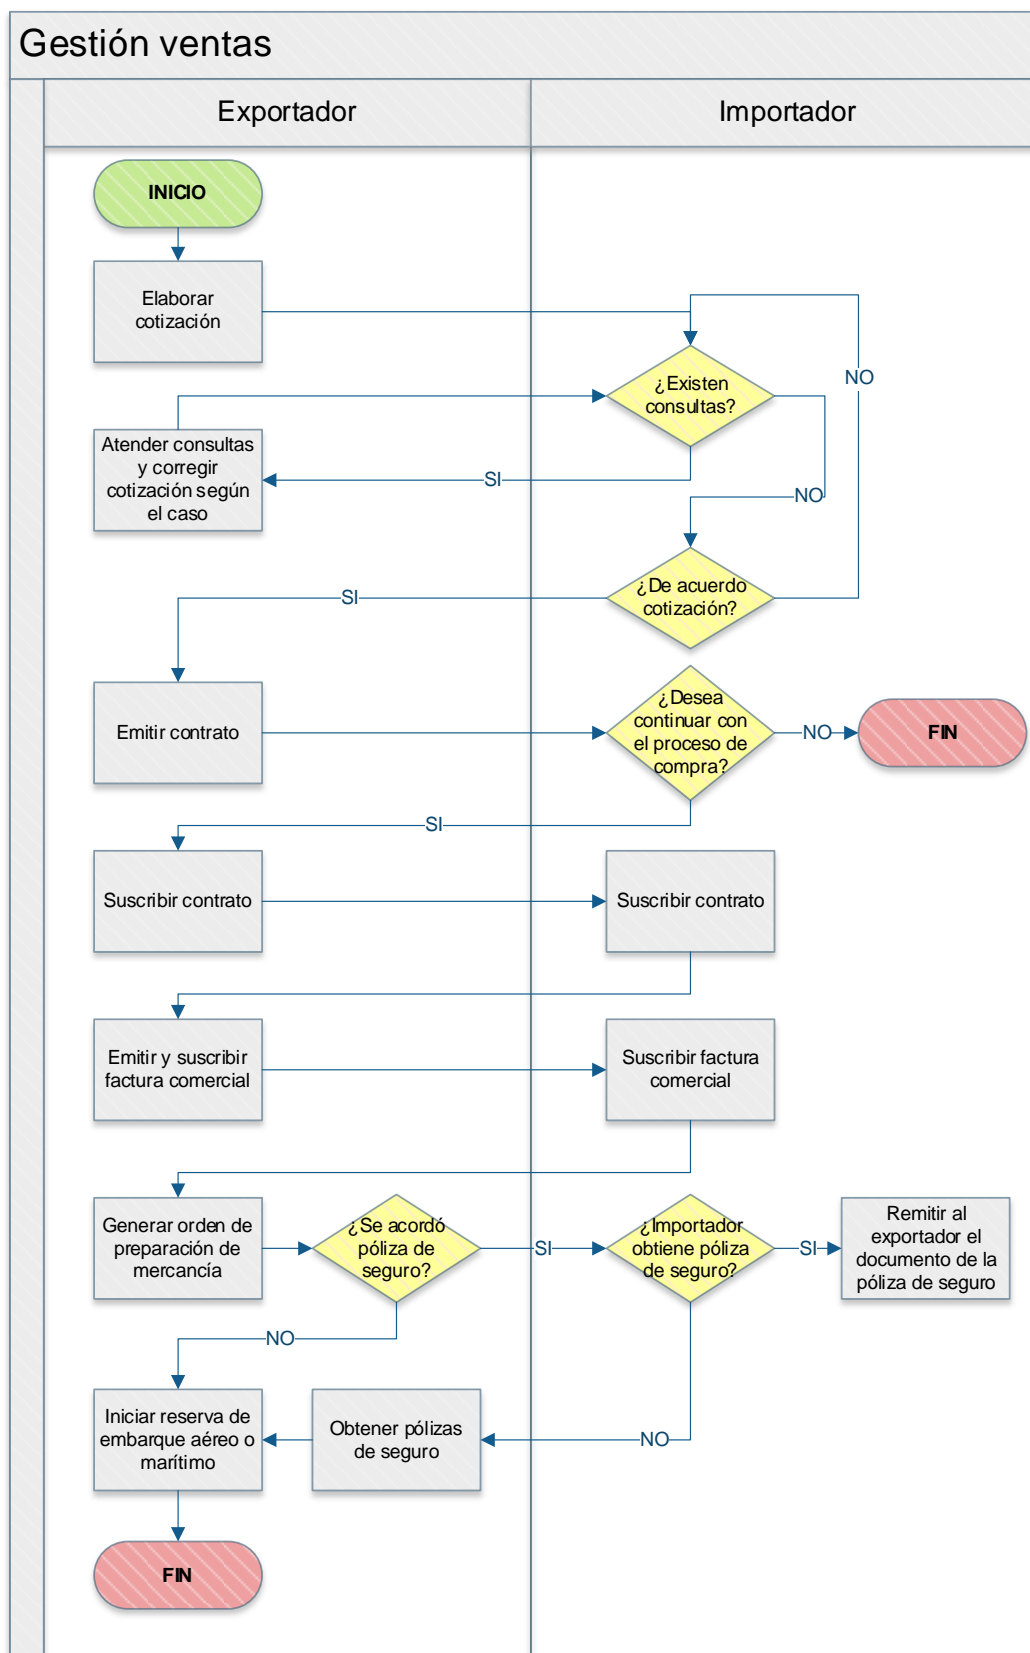 Gestión ventas
Exportador
Importador
INICIO
Elaborar
cotización
NO
¿Existen
consultas?
Atender consultas
y corregir
cotización según
el caso
SI
NO
¿De acuerdo
cotización?
SI
Emitir contrato
¿Desea
continuar con
el proceso de
compra?
NO
FIN
SI
Suscribir contrato
Suscribir contrato
Emitir y suscribir
factura comercial
Suscribir factura
comercial
Generar orden de
preparación de
mercancía
¿Se acordó
póliza de
seguro?
SI
¿Importador
obtiene póliza
de seguro?
SI
Remitir al
exportador el
documento de la
póliza de seguro
NO
Iniciar reserva de
embarque aéreo o
marítimo
Obtener pólizas
de seguro
NO
FIN